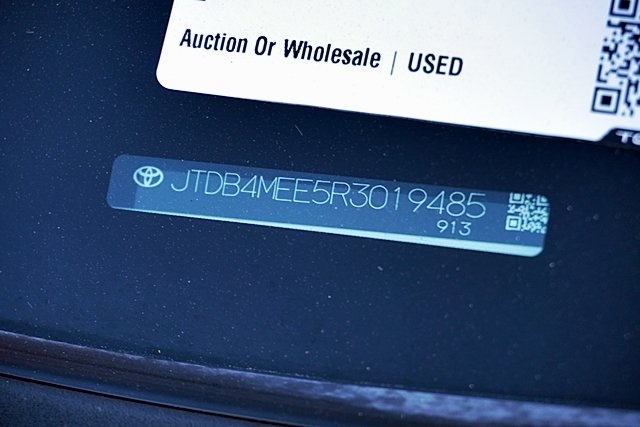 Auction Or Wholesale | USED
JTDB4MEE5R3019485
913